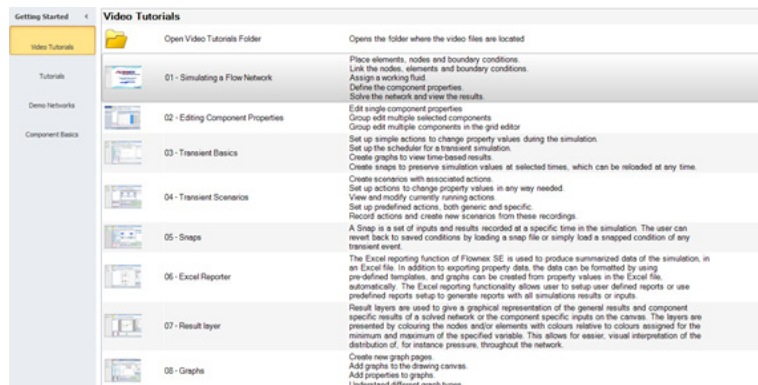 Getting Started
Video Tutorials
Tutorials
Demo Networks
Component Basics
Video Tutorials
Open Video Tutorials Folder
Opens the folder where the video files are located
01 - Simulating a Flow Network
Place elements, nodes and boundary conditions.
Link the nodes, elements and boundary conditions.
Assign a working fluid.
Define the component properties.
Solve the network and view the results.
02 - Editing Component Properties
Edit single component properties
Group edit multiple selected components
Group edit multiple components in the grid editor
03 - Transient Basics
Set up simple actions to change property values during the simulation.
Set up the scheduler for a transient simulation.
Create graphs to view time-based results.
Create snaps to preserve simulation values at selected times, which can be reloaded at any time.
04 - Transient Scenarios
Create scenarios with associated actions.
Set up actions to change property values in any way needed.
View and modify currently running actions.
Set up predefined actions, both generic and specific.
Record actions and create new scenarios from these recordings.
05 - Snaps
A Snap is a set of inputs and results recorded at a specific time in the simulation. The user can
revert back to saved conditions by loading a snap file or simply load a snapped condition of any
transient event.
06 - Excel Reporter
The Excel reporting function of Flownex SE is used to produce summarized data of the simulation, in
an Excel file. In addition to exporting property data, the data can be formatted by using
pre-defined templates, and graphs can be created from property values in the Excel file,
automatically. The Excel reporting functionality allows user to setup user defined reports or use
predefined reports setup to generate reports with all simulations results or inputs.
07 - Result layer
Result layers are used to give a graphical representation of the general results and component
specific results of a solved network or the component specific inputs on the canvas. The layers are
presented by colouring the nodes and/or elements with colours relative to colours assigned for the
minimum and maximum of the specified variable. This allows for easier, visual interpretation of the
distribution of, for instance pressure, throughout the network.
08 - Graphs
Create new graph pages.
Add graphs to the drawing canvas.
Add properties to graphs.
Understand different graph types